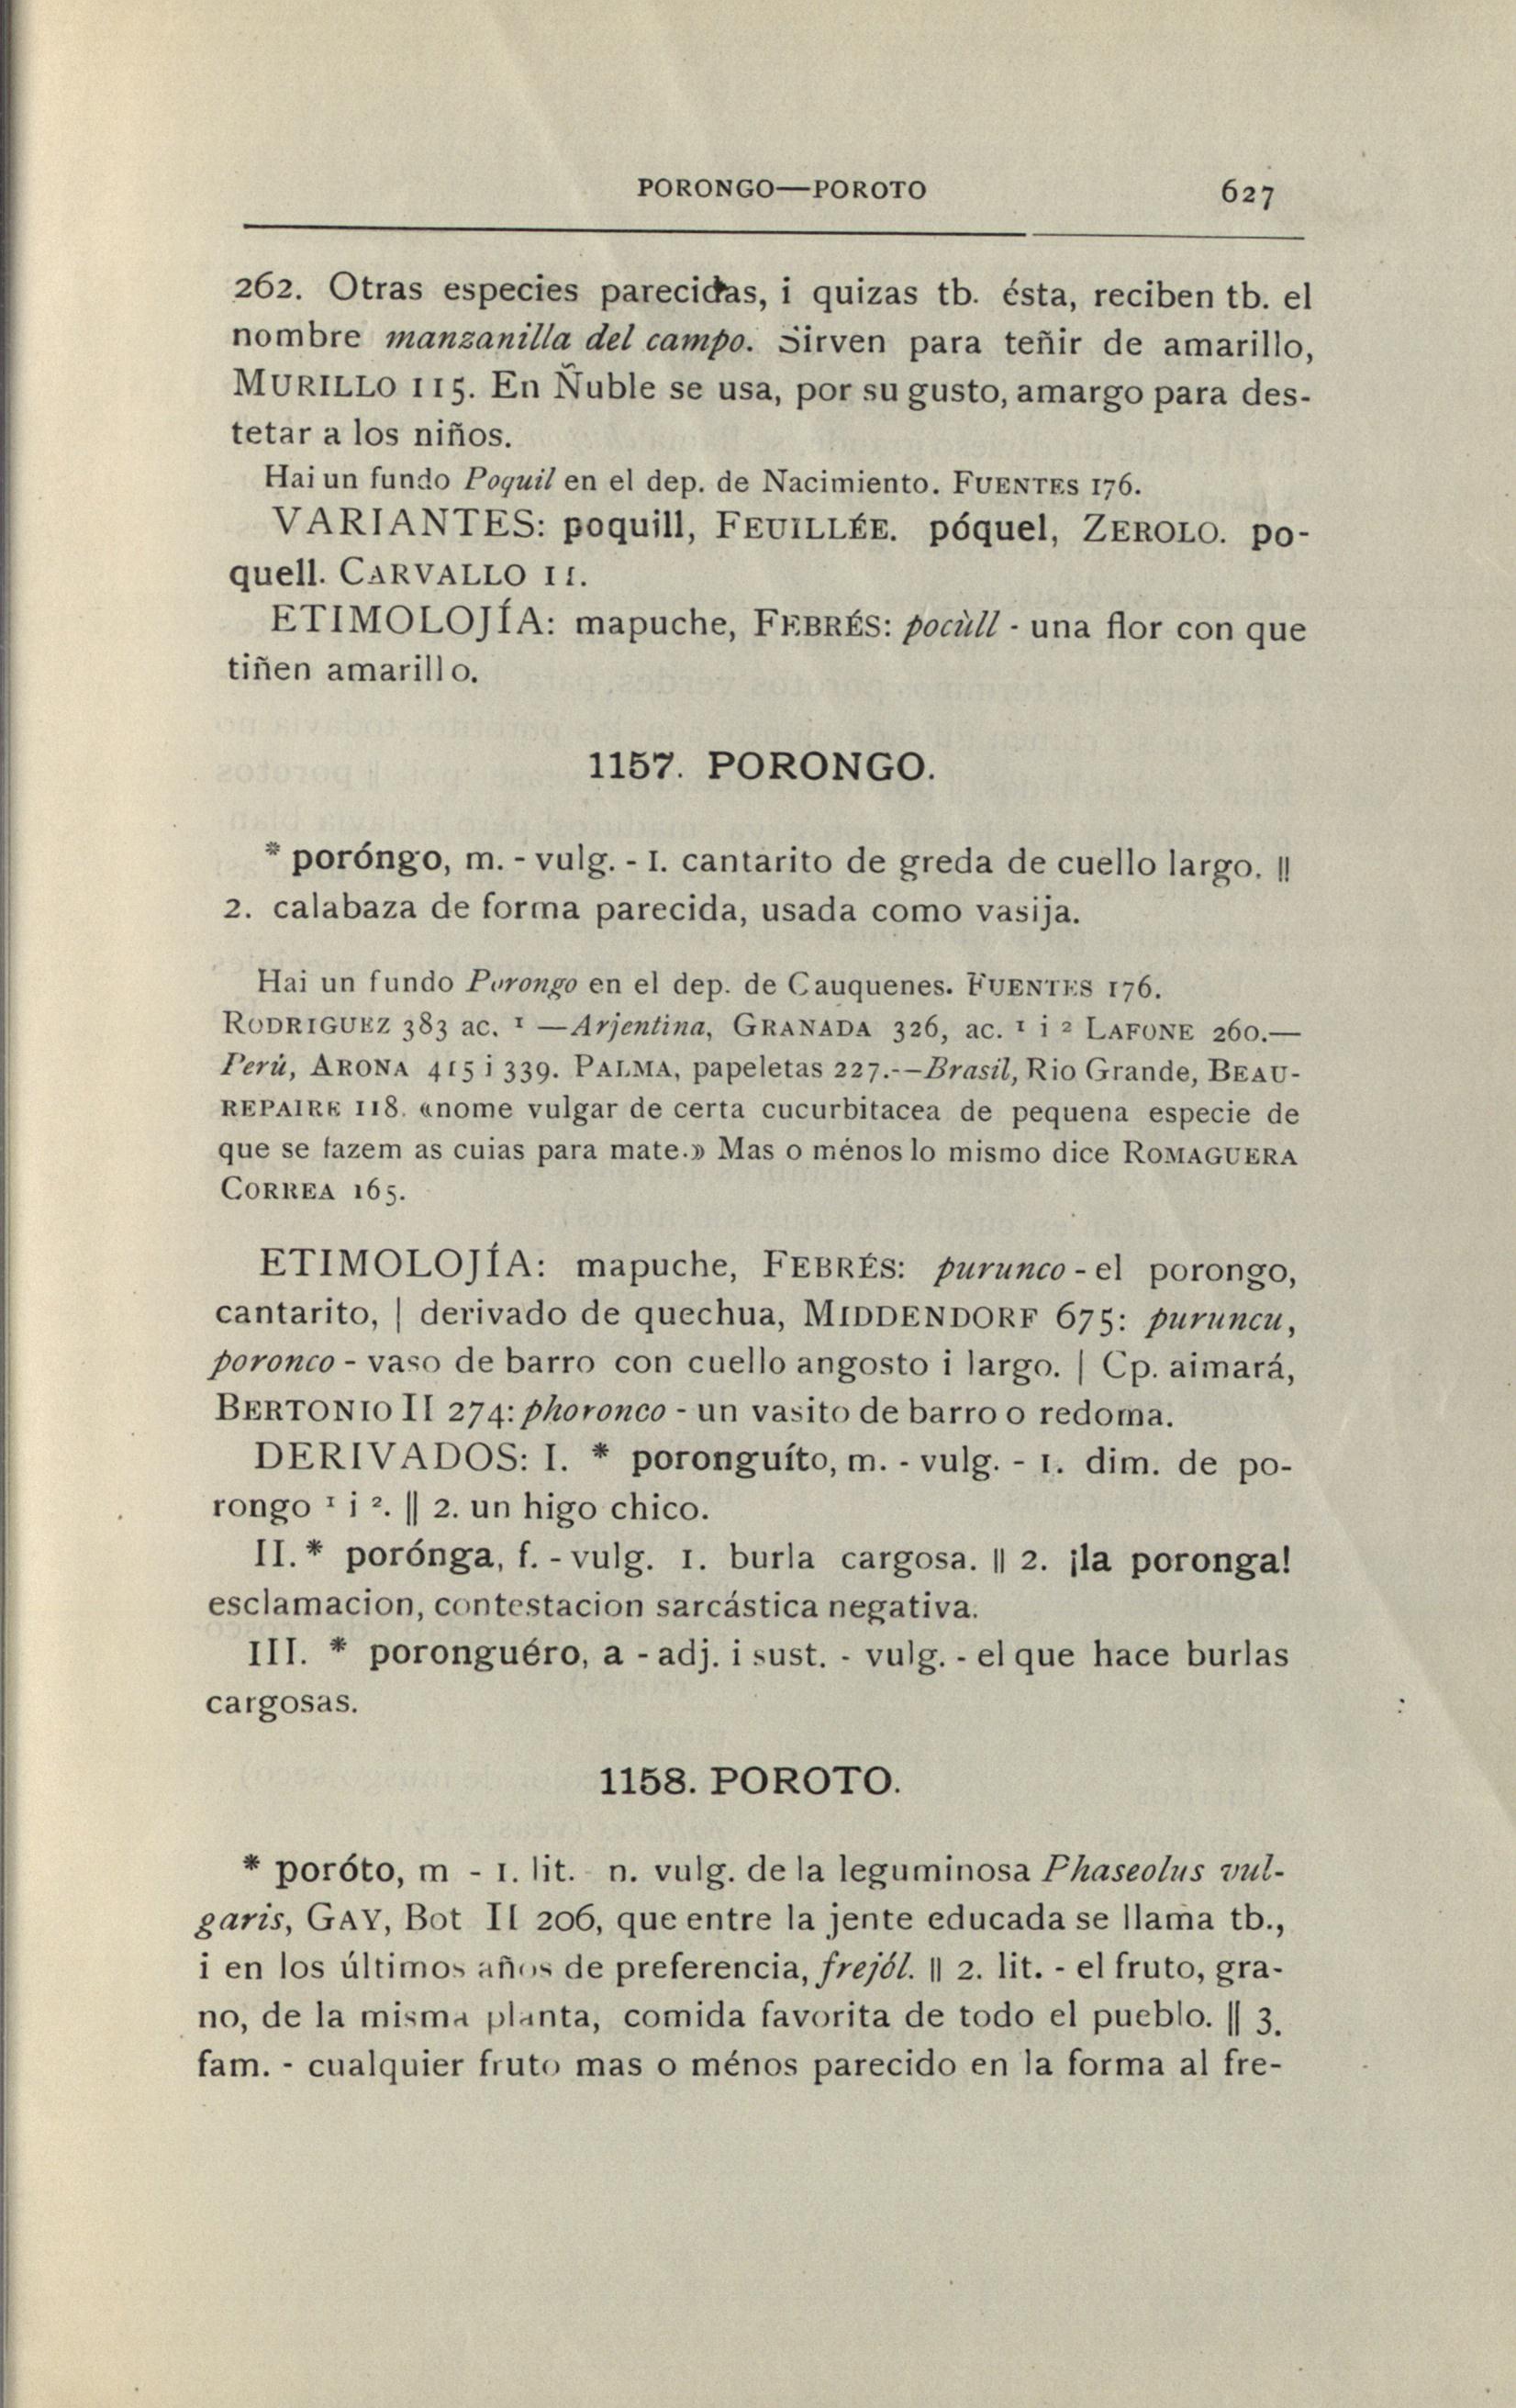 PORONGO—POROTO 627
262. Otras especies parecidas, i quizas tb. ésta, reciben tb. el
nombre manzanilla del campo. Sirven para teñir de amarillo,
MURILLO 115. En Ñuble se usa, por su gusto, amargo para des-
tetar a los niños.
Hai un fundo Poquil en el dep. de Nacimiento. FUENTES 176.
VARIANTES: poquill, FEUILLÉE. póquel, ZEROLO. po-
quell. CARVALLO 11.
ETIMOLOJÍA: mapuche, FEBRÉS: pocùll - una flor con que
tiñen amarillo.
1157. PORONGO.
* poróngo, m. - vulg. - 1. cantarito de greda de cuello largo. ||
2. calabaza de forma parecida, usada como vasija.
Hai un fundo Porongo en el dep. de Cauquenes. FUENTES 176.
RODRIGUEZ 383 ac. ¹ —Arjentina, GRANADA 326, ac. ¹ i ² LAFONE 260.—
Perú, ARONA 415 i 339. PALMA, papeletas 227.--Brasil, Rio Grande, BEAU-
REPAIRE 118. «nome vulgar de certa cucurbitacea de pequena especie de
que se fazem as cuias para mate.» Mas o ménos lo mismo dice ROMAGUERA
CORREA 165.
ETIMOLOJÍA: mapuche, FEBRÉS: purunco - el porongo,
cantarito, | derivado de quechua, MIDDENDORF 675: puruncu,
poronco - vaso de barro con cuello angosto i largo. | Cp. aimará,
BERTONIO II 274: phoronco - un vasito de barro o redoma.
DERIVADOS: I. * poronguíto, m. - vulg. - 1. dim. de po-
rongo ¹ i ². || 2. un higo chico.
II. * porónga, f. - vulg. 1. burla cargosa. || 2. ¡la poronga!
esclamacion, contestacion sarcástica negativa.
III. * poronguéro, a - adj. i sust. - vulg. - el que hace burlas
cargosas.
1158. POROTO.
* poróto, m - 1. lit. - n. vulg. de la leguminosa Phaseolus vul-
garis, GAY, Bot II 206, que entre la jente educada se llama tb.,
i en los últimos años de preferencia, frejól. || 2. lit. - el fruto, gra-
no, de la misma planta, comida favorita de todo el pueblo. || 3.
fam. - cualquier fruto mas o ménos parecido en la forma al fre-